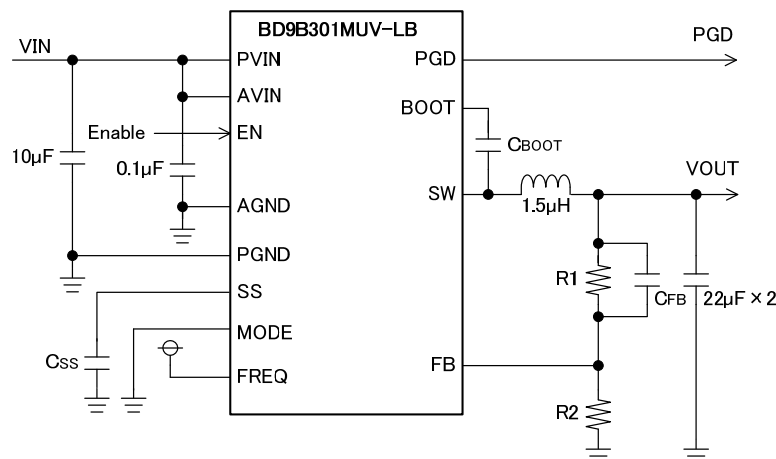 BD9B301MUV-LB
VIN
PVIN
AVIN
Enable
EN
10µF
0.1µF
AGND
PGND
SS
MODE
CSS
FREQ
PGD
PGD
BOOT
CBOOT
VOUT
SW
1.5µH
R1
CFB
22µF×2
FB
R2